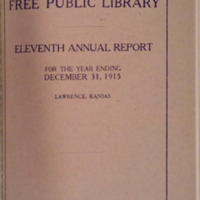 FREE PUBLIC LIBRARY
ELEVENTH ANNUAL REPORT
FOR THE YEAR ENDING
DECEMBER 31, 1915
LAWRENCE, KANSAS